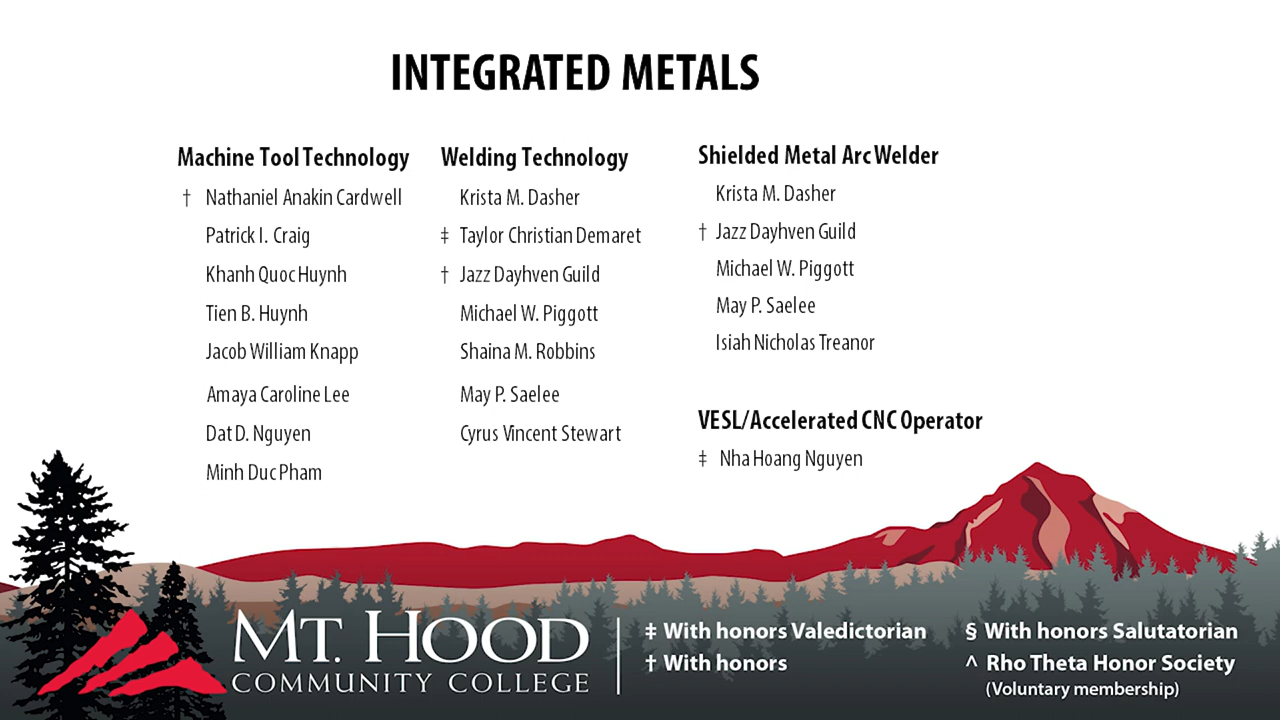 INTEGRATED METALS
Machine Tool Technology
† Nathaniel Anakin Cardwell
Patrick I. Craig
Khanh Quoc Huynh
Tien B. Huynh
Jacob William Knapp
Amaya Caroline Lee
Dat D. Nguyen
Minh Duc Pham
Welding Technology
Krista M. Dasher
‡ Taylor Christian Demaret
† Jazz Dayhven Guild
Michael W. Piggott
Shaina M. Robbins
May P. Saelee
Cyrus Vincent Stewart
Shielded Metal Arc Welder
Krista M. Dasher
† Jazz Dayhven Guild
Michael W. Piggott
May P. Saelee
Isiah Nicholas Treanor
VESL/Accelerated CNC Operator
‡ Nha Hoang Nguyen
MT. HOOD
COMMUNITY COLLEGE
‡ With honors Valedictorian
† With honors
§ With honors Salutatorian
^ Rho Theta Honor Society
(Voluntary membership)